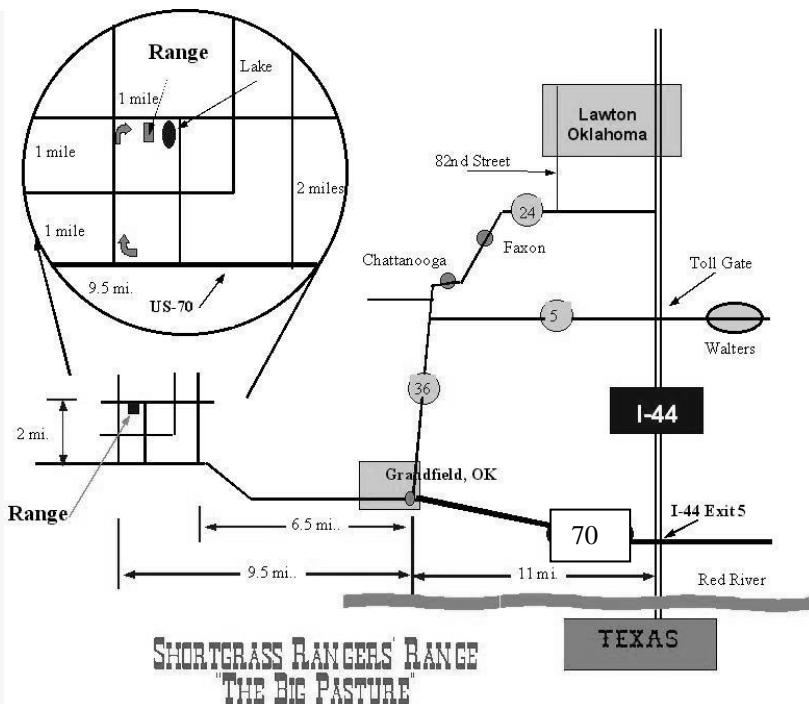 Range
Lake
1 mile
1 mile
2 miles
1 mile
9.5 mi.
US-70
Lawton
Oklahoma
82nd Street
24
Faxon
Chattanooga
Toll Gate
5
Walters
36
I-44
2 mi.
Grandfield, OK
Range
6.5 mi..
70
I-44 Exit 5
9.5 mi..
11 mi.
Red River
TEXAS
SHORTGRASS RANGERS' RANGE
"THE BIG PASTURE"